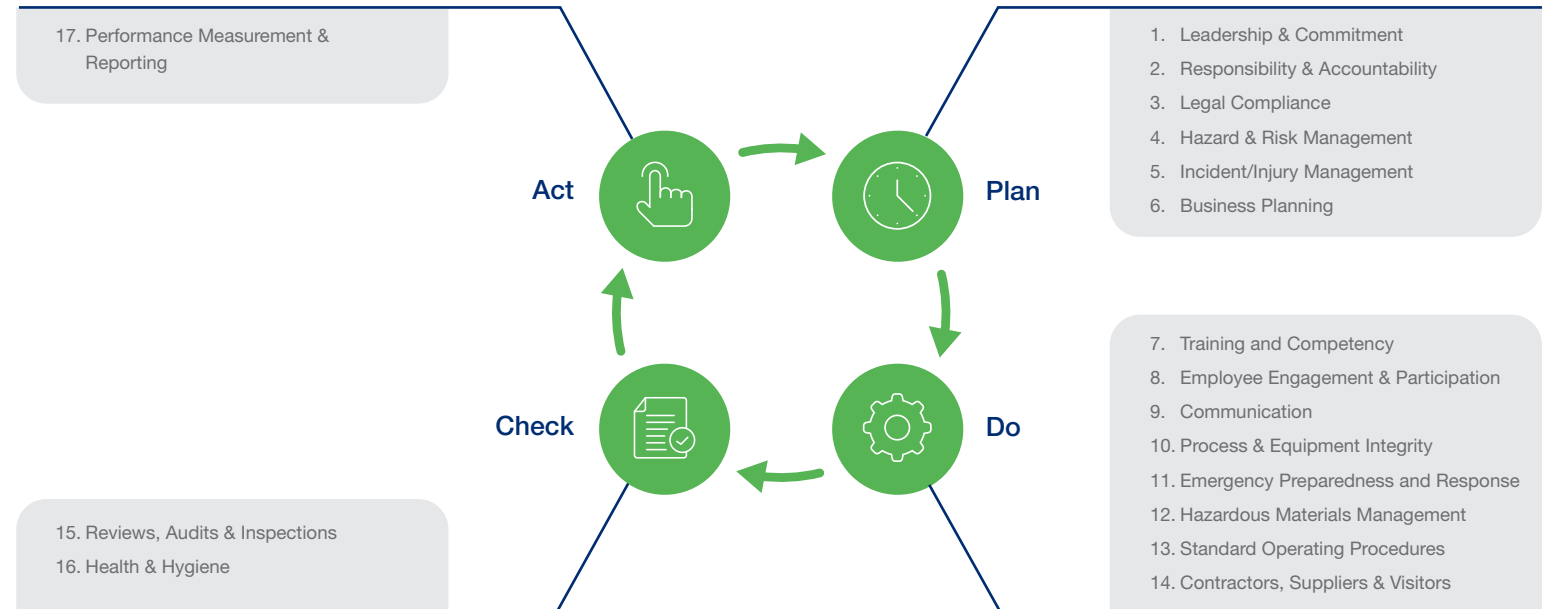 17. Performance Measurement &
Reporting
Act
Plan
1. Leadership & Commitment
2. Responsibility & Accountability
3. Legal Compliance
4. Hazard & Risk Management
5. Incident/Injury Management
6. Business Planning
Check
Do
7. Training and Competency
8. Employee Engagement & Participation
9. Communication
10. Process & Equipment Integrity
11. Emergency Preparedness and Response
12. Hazardous Materials Management
13. Standard Operating Procedures
14. Contractors, Suppliers & Visitors
15. Reviews, Audits & Inspections
16. Health & Hygiene